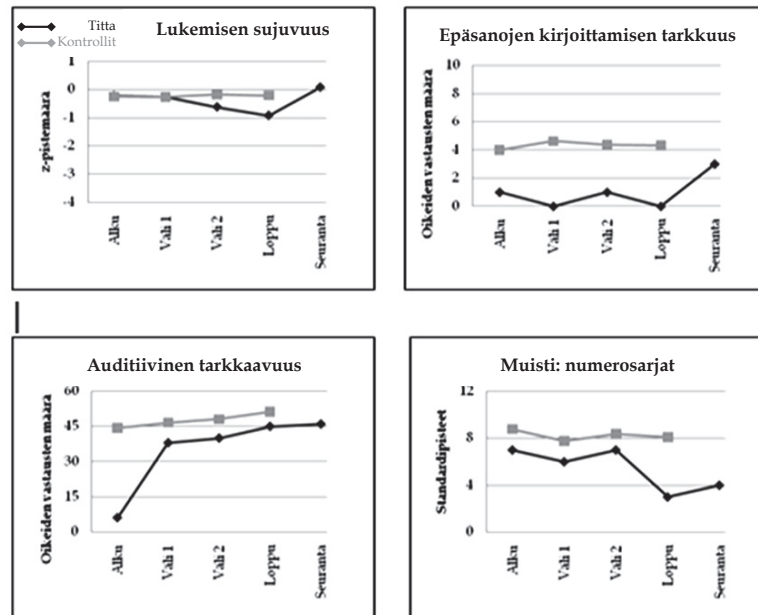 Titta
Kontrollit
Lukemisen sujuvuus
z-pistemäärä
1
0
-1
-2
-3
-4
Alku
Väli 1
Väli 2
Loppu
Seuranta
Epäsanojen kirjoittamisen tarkkuus
Oikeiden vastausten määrä
10
8
6
4
2
0
Alku
Väli 1
Väli 2
Loppu
Seuranta
Auditiivinen tarkkaavuus
Oikeiden vastausten määrä
60
45
30
15
0
Alku
Väli 1
Väli 2
Loppu
Seuranta
Muisti: numerosarjat
Standardipisteet
12
8
4
0
Alku
Väli 1
Väli 2
Loppu
Seuranta